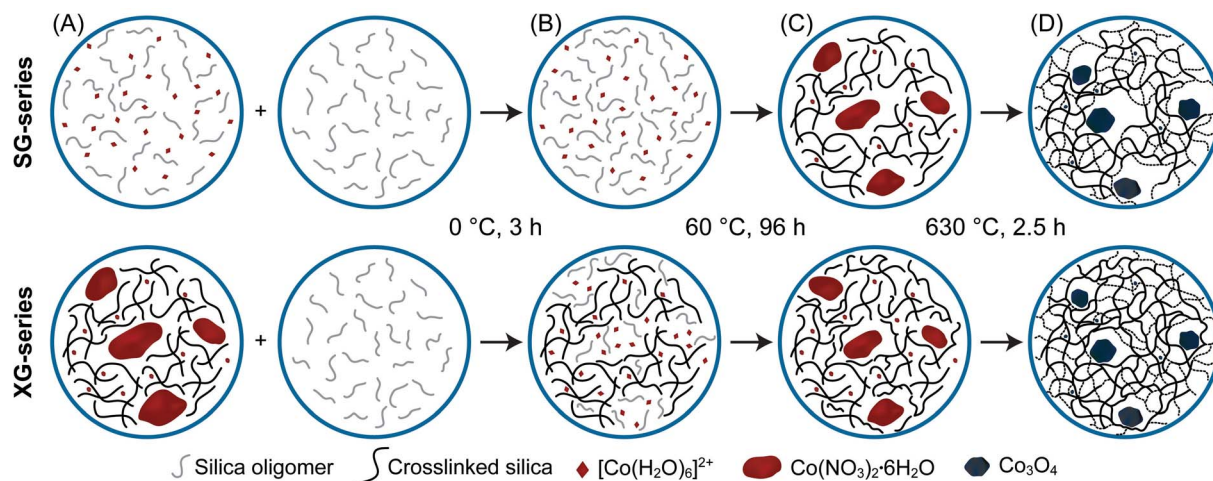 (A) (B) (C) (D)
SG-series
+
0 °C, 3 h 60 °C, 96 h 630 °C, 2.5 h
XG-series
+
Silica oligomer Crosslinked silica [Co(H₂O)₆]²⁺ Co(NO₃)₂·6H₂O Co₃O₄